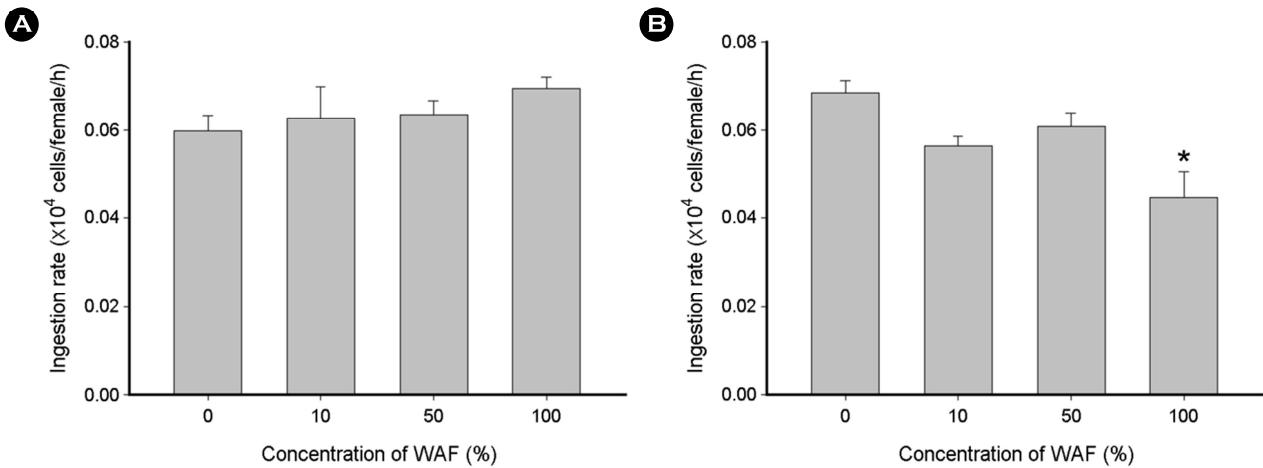 A
Ingestion rate (×10⁴ cells/female/h)
0.08
0.06
0.04
0.02
0.00
0 10 50 100
Concentration of WAF (%)
B
Ingestion rate (×10⁴ cells/female/h)
0.08
0.06
0.04
0.02
0.00
*
0 10 50 100
Concentration of WAF (%)